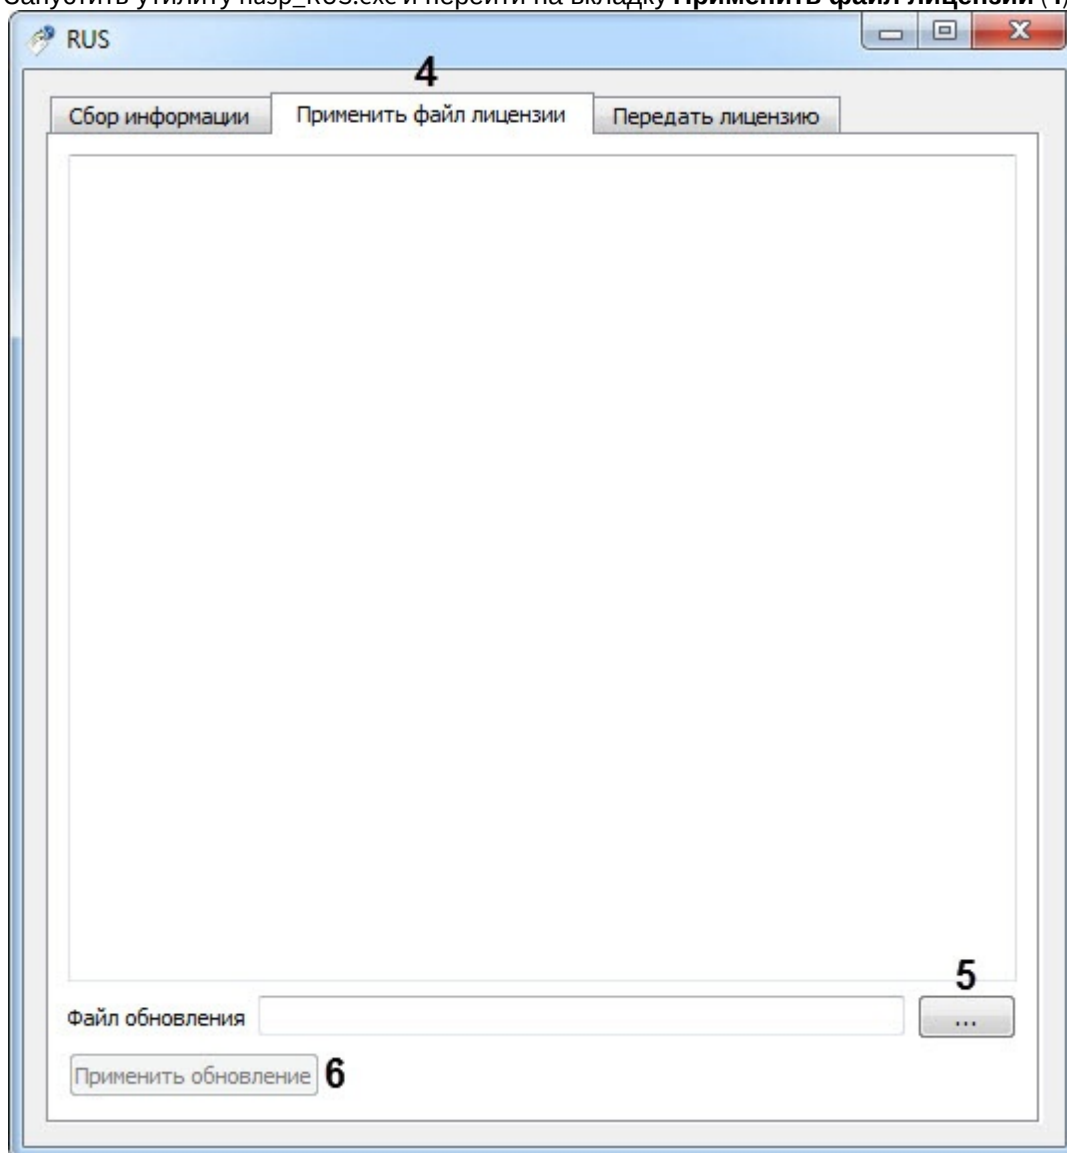 Запустить утилиту hasp_RUS.exe и перейти на вкладку Применить файл лицензии (4)
RUS
4
Сбор информации Применить файл лицензии Передать лицензию
5
Файл обновления ...
Применить обновление 6